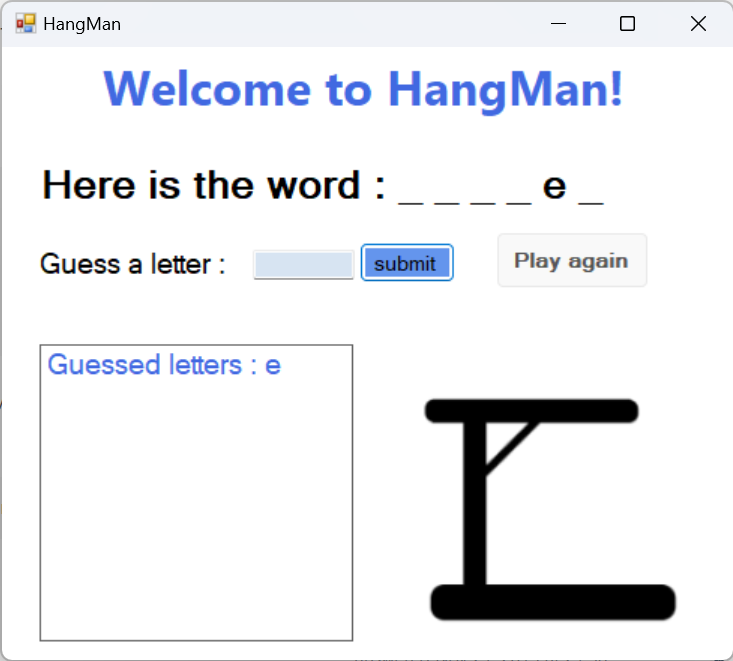 HangMan
Welcome to HangMan!
Here is the word : _ _ _ _ e _
Guess a letter :
submit
Play again
Guessed letters : e